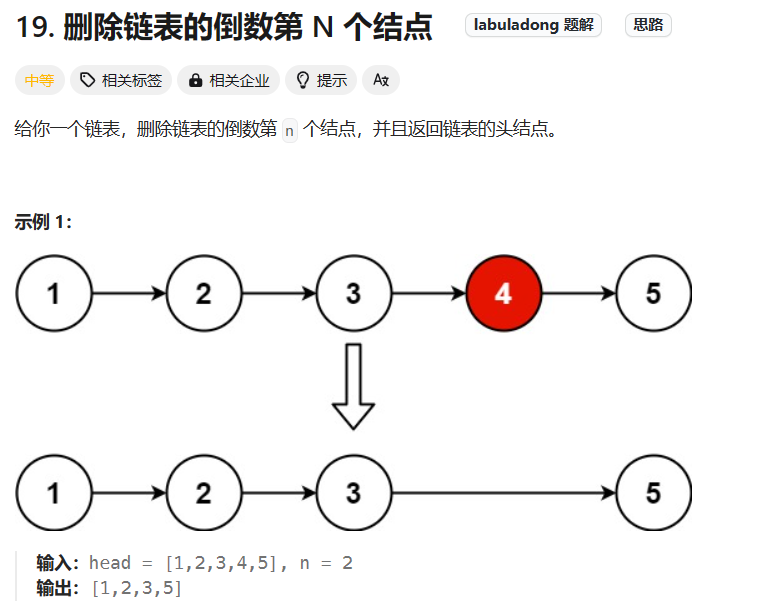 19. 删除链表的倒数第 N 个结点 labuladong 题解 思路
中等 相关标签 相关企业 提示 Ax
给你一个链表，删除链表的倒数第 n 个结点，并且返回链表的头结点。
示例 1：
1 2 3 4 5
1 2 3 5
输入：head = [1,2,3,4,5], n = 2
输出：[1,2,3,5]